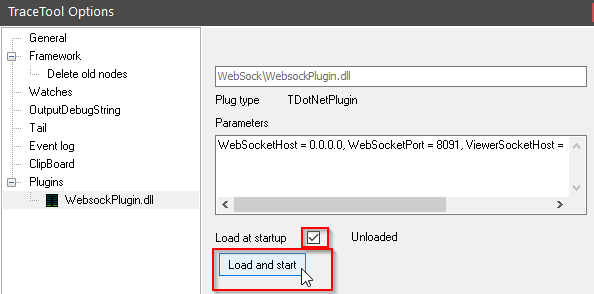 TraceTool Options
General
Framework
Delete old nodes
Watches
OutputDebugString
Tail
Event log
ClipBoard
Plugins
WebsockPlugin.dll
WebSock\WebsockPlugin.dll
Plug type TDotNetPlugin
Parameters
WebSocketHost = 0.0.0.0, WebSocketPort = 8091, ViewerSocketHost =
Load at startup Unloaded
Load and start